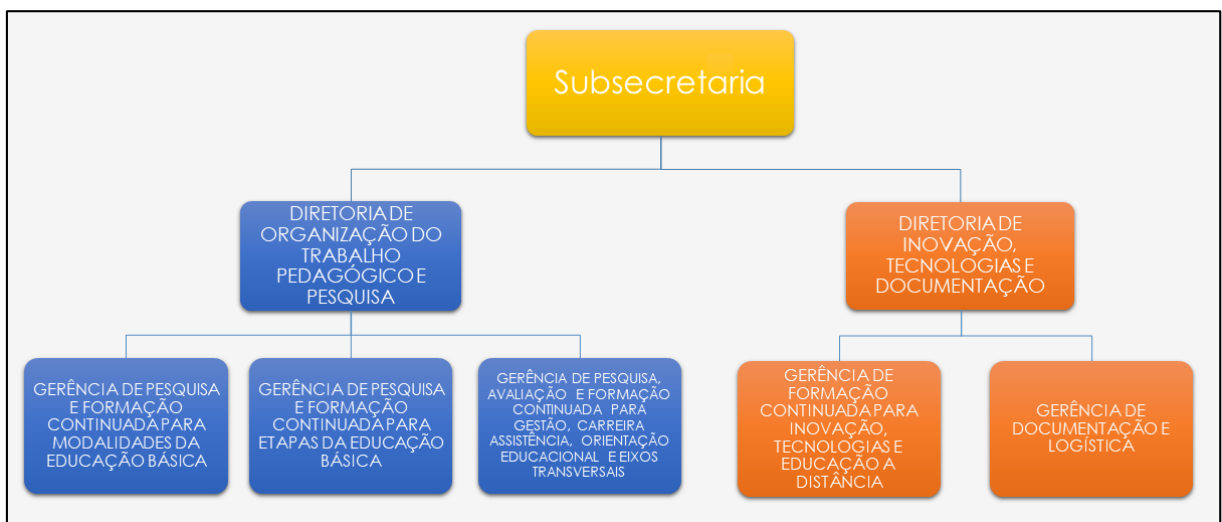 Subsecretaria
DIRETORIA DE
ORGANIZAÇÃO DO
TRABALHO
PEDAGÓGICO E
PESQUISA
DIRETORIA DE
INOVAÇÃO,
TECNOLOGIAS E
DOCUMENTAÇÃO
GERÊNCIA DE PESQUISA
E FORMAÇÃO
CONTINUADA PARA
MODALIDADES DA
EDUCAÇÃO BÁSICA
GERÊNCIA DE PESQUISA
E FORMAÇÃO
CONTINUADA PARA
ETAPAS DA EDUCAÇÃO
BÁSICA
GERÊNCIA DE PESQUISA,
AVALIAÇÃO E FORMAÇÃO
CONTINUADA PARA
GESTÃO, CARREIRA
ASSISTÊNCIA, ORIENTAÇÃO
EDUCACIONAL E EIXOS
TRANSVERSAIS
GERÊNCIA DE
FORMAÇÃO
CONTINUADA PARA
INOVAÇÃO,
TECNOLOGIAS E
EDUCAÇÃO A
DISTÂNCIA
GERÊNCIA DE
DOCUMENTAÇÃO E
LOGÍSTICA